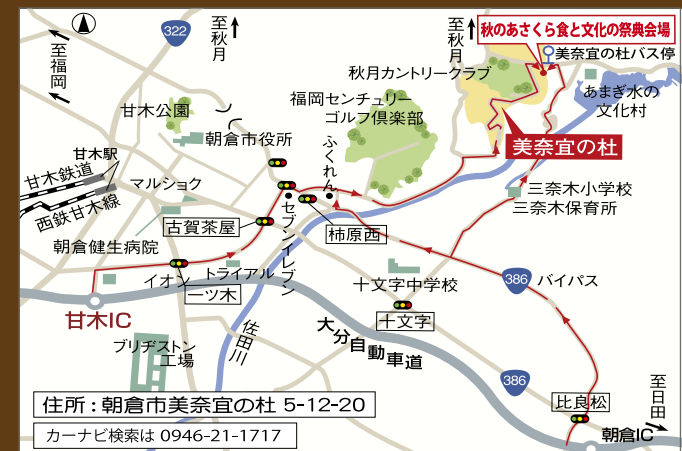 322
至秋月
至秋月
秋のあさくら食と文化の祭典会場
美奈宜の杜バス停
至福岡
秋月カントリークラブ
あまぎ水の
文化村
甘木公園
福岡センチュリー
ゴルフ倶楽部
朝倉市役所
美奈宜の杜
甘木駅
甘木鉄道
マルショク
ふくれん
西鉄甘木線
三奈木小学校
三奈木保育所
古賀茶屋
セブンイレブン
柿原西
朝倉健生病院
イオン
トライアル
一ツ木
十文字中学校
386
バイパス
甘木IC
十文字
佐田川
大分自動車道
ブリヂストン
工場
386
比良松
至日田
朝倉IC
住所:朝倉市美奈宜の杜 5-12-20
カーナビ検索は 0946-21-1717